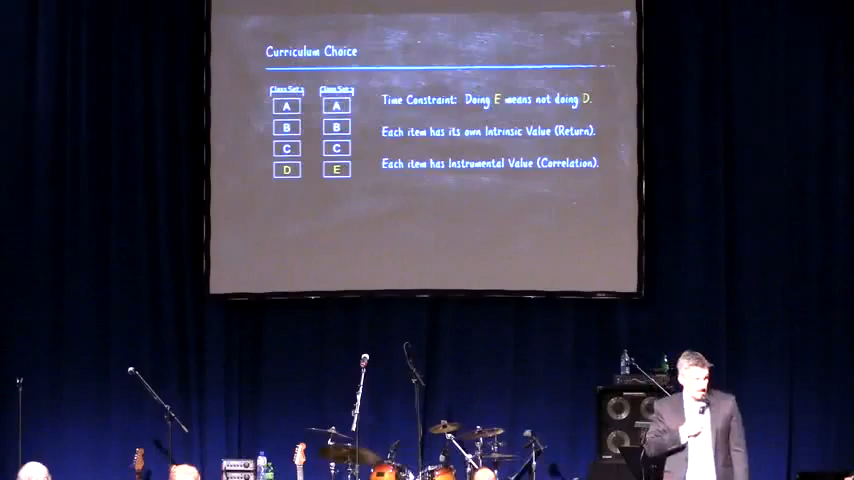 Curriculum Choice
Class Set 1 Class Set 2
A A
B B
C C
D E
Time Constraint: Doing E means not doing D.
Each item has its own Intrinsic Value (Return).
Each item has Instrumental Value (Correlation).